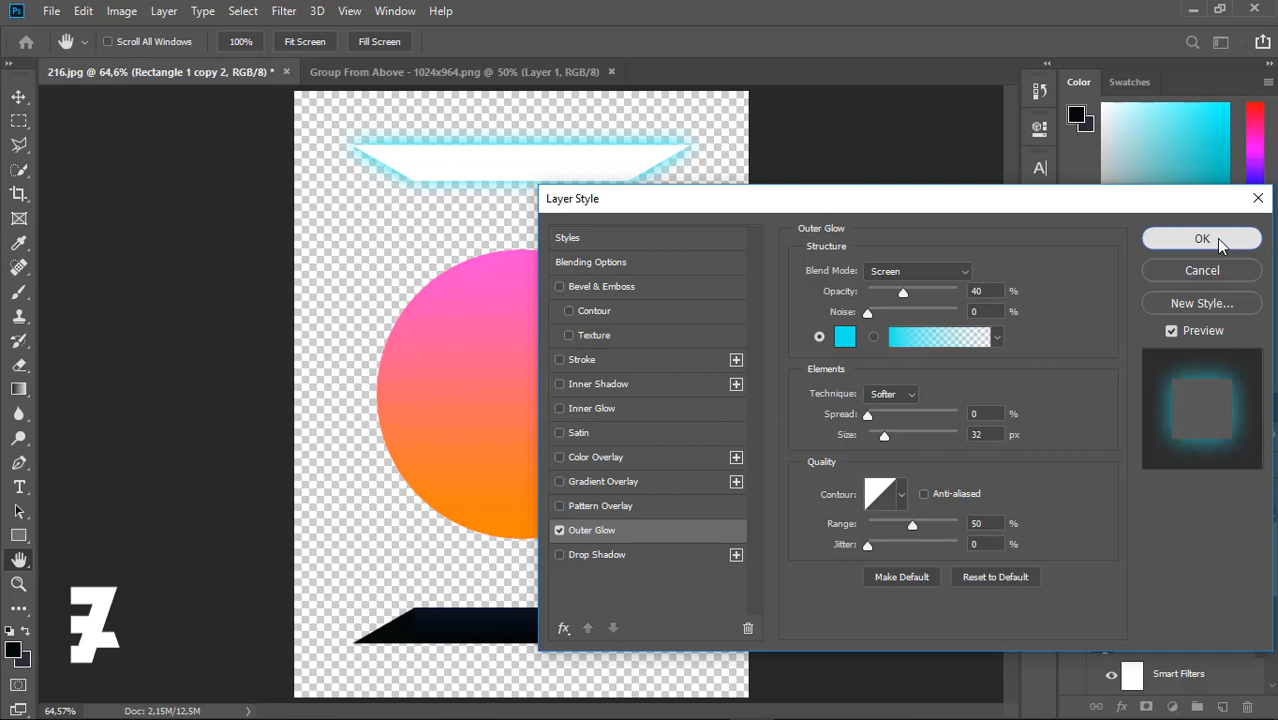 Ps File Edit Image Layer Type Select Filter 3D View Window Help
Scroll All Windows 100% Fit Screen Fill Screen
216.jpg @ 64,6% (Rectangle 1 copy 2, RGB/8) * × Group From Above - 1024x964.png @ 50% (Layer 1, RGB/8) ×
Color Swatches
Layer Style
Styles
Blending Options
Bevel & Emboss
Contour
Texture
Stroke
Inner Shadow
Inner Glow
Satin
Color Overlay
Gradient Overlay
Pattern Overlay
Outer Glow
Drop Shadow
fx
Outer Glow
Structure
Blend Mode: Screen
Opacity: 40 %
Noise: 0 %
Elements
Technique: Softer
Spread: 0 %
Size: 32 px
Quality
Contour: Anti-aliased
Range: 50 %
Jitter: 0 %
Make Default Reset to Default
OK
Cancel
New Style...
Preview
Smart Filters
64,57% Doc: 2,15M/12,5M